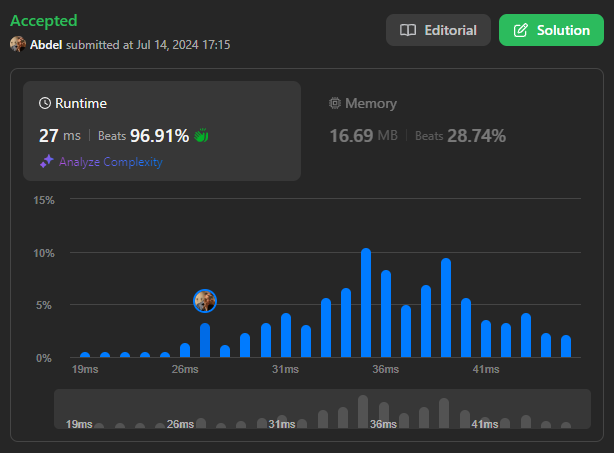 Accepted
Abdel submitted at Jul 14, 2024 17:15
Editorial
Solution
Runtime
27 ms | Beats 96.91%
Analyze Complexity
Memory
16.69 MB | Beats 28.74%
15%
10%
5%
0%
19ms 26ms 31ms 36ms 41ms
19ms 26ms 31ms 36ms 41ms